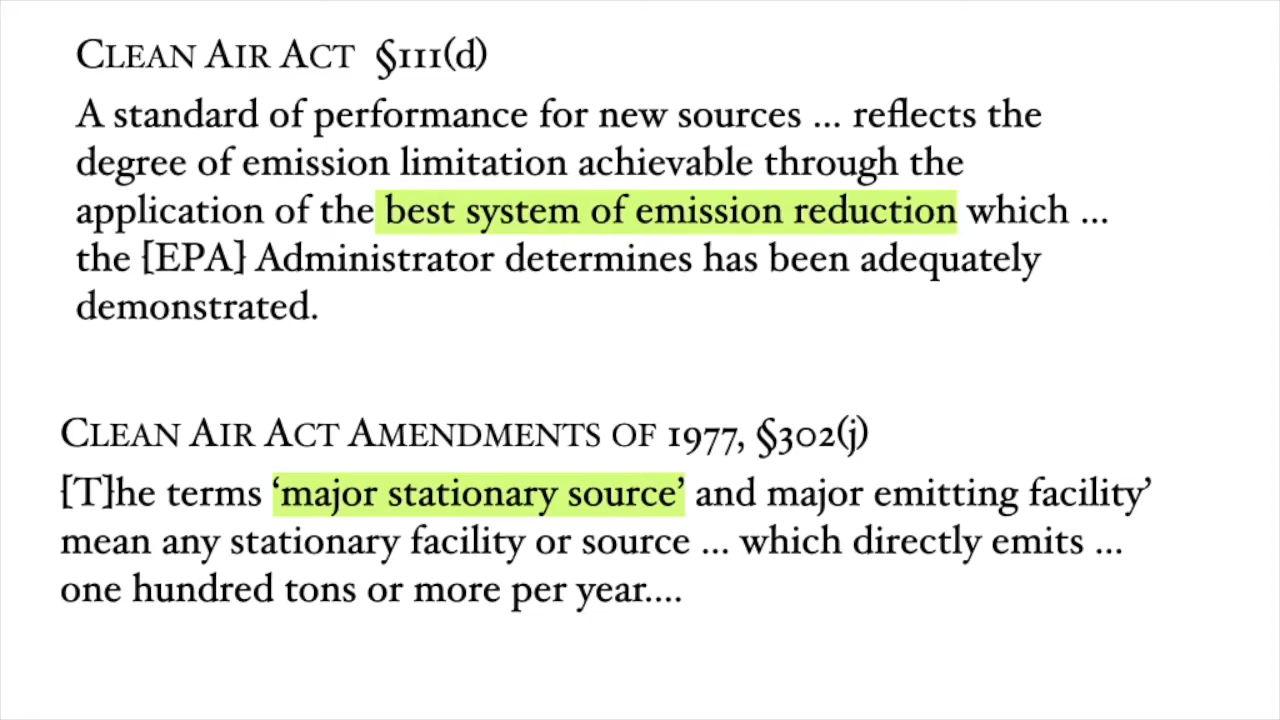 CLEAN AIR ACT §111(d)
A standard of performance for new sources ... reflects the
degree of emission limitation achievable through the
application of the best system of emission reduction which ...
the [EPA] Administrator determines has been adequately
demonstrated.
CLEAN AIR ACT AMENDMENTS OF 1977, §302(j)
[T]he terms ‘major stationary source’ and major emitting facility’
mean any stationary facility or source ... which directly emits ...
one hundred tons or more per year....